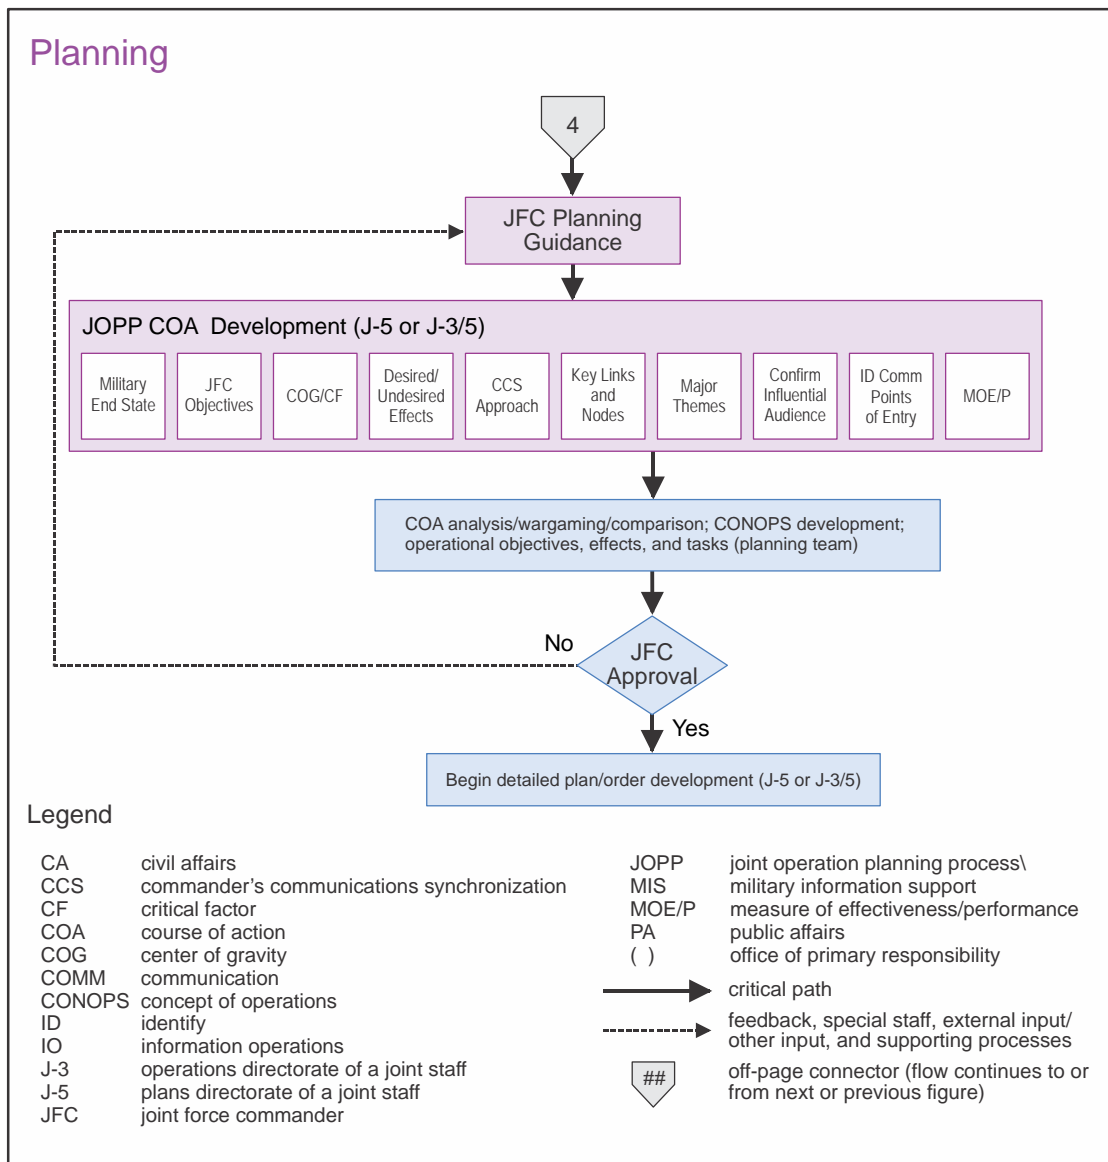 Planning
4
JFC Planning
Guidance
JOPP COA  Development (J-5 or J-3/5)
Military
End State
JFC
Objectives
COG/CF
Desired/
Undesired
Effects
CCS
Approach
Key Links
and
Nodes
Major
Themes
Confirm
Influential
Audience
ID Comm
Points
of Entry
MOE/P
COA analysis/wargaming/comparison; CONOPS development;
operational objectives, effects, and tasks (planning team)
No
JFC
Approval
Yes
Begin detailed plan/order development (J-5 or J-3/5)
Legend
CA civil affairs
CCS commander's communications synchronization
CF critical factor
COA course of action
COG center of gravity
COMM communication
CONOPS concept of operations
ID identify
IO information operations
J-3 operations directorate of a joint staff
J-5 plans directorate of a joint staff
JFC joint force commander
JOPP joint operation planning process\
MIS military information support
MOE/P measure of effectiveness/performance
PA public affairs
( ) office of primary responsibility
critical path
feedback, special staff, external input/
other input, and supporting processes
##
off-page connector (flow continues to or
from next or previous figure)